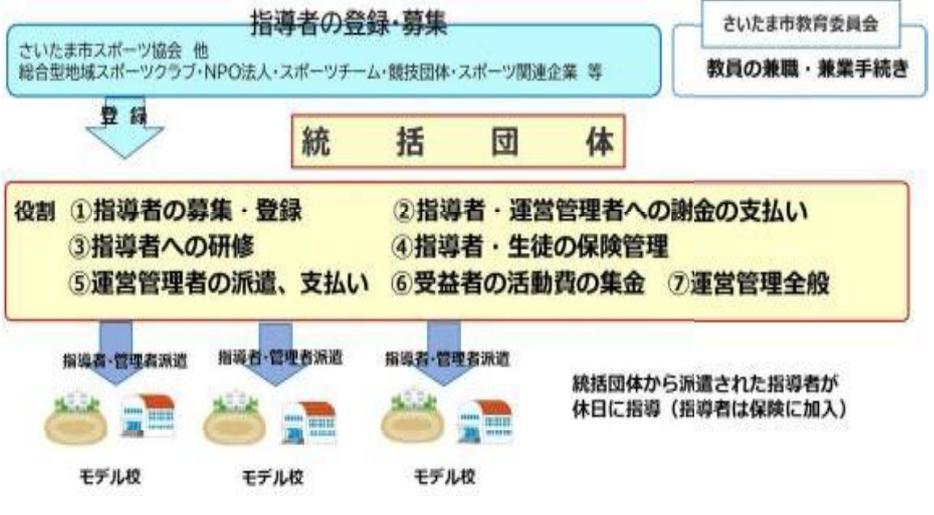 指導者の登録・募集
さいたま市スポーツ協会 他
総合型地域スポーツクラブ・NPO法人・スポーツチーム・競技団体・スポーツ関連企業 等
さいたま市教育委員会
教員の兼職・兼業手続き
登 録
統 括 団 体
役割 ①指導者の募集・登録 ②指導者・運営管理者への謝金の支払い
③指導者への研修 ④指導者・生徒の保険管理
⑤運営管理者の派遣、支払い ⑥受益者の活動費の集金 ⑦運営管理全般
指導者・管理者派遣 指導者・管理者派遣 指導者・管理者派遣
統括団体から派遣された指導者が
休日に指導（指導者は保険に加入）
モデル校 モデル校 モデル校